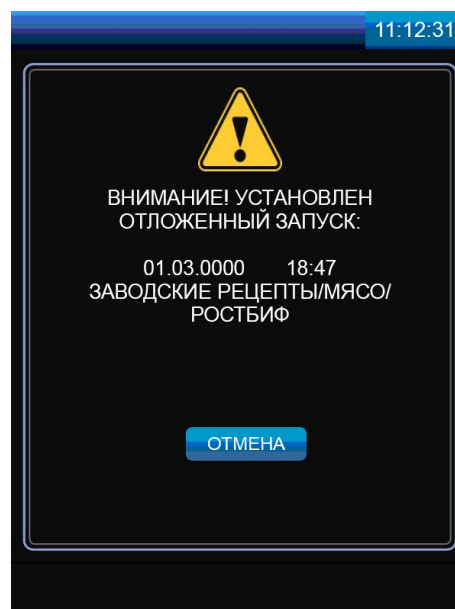 11:12:31
ВНИМАНИЕ! УСТАНОВЛЕН
ОТЛОЖЕННЫЙ ЗАПУСК:
01.03.0000 18:47
ЗАВОДСКИЕ РЕЦЕПТЫ/МЯСО/
РОСТБИФ
ОТМЕНА